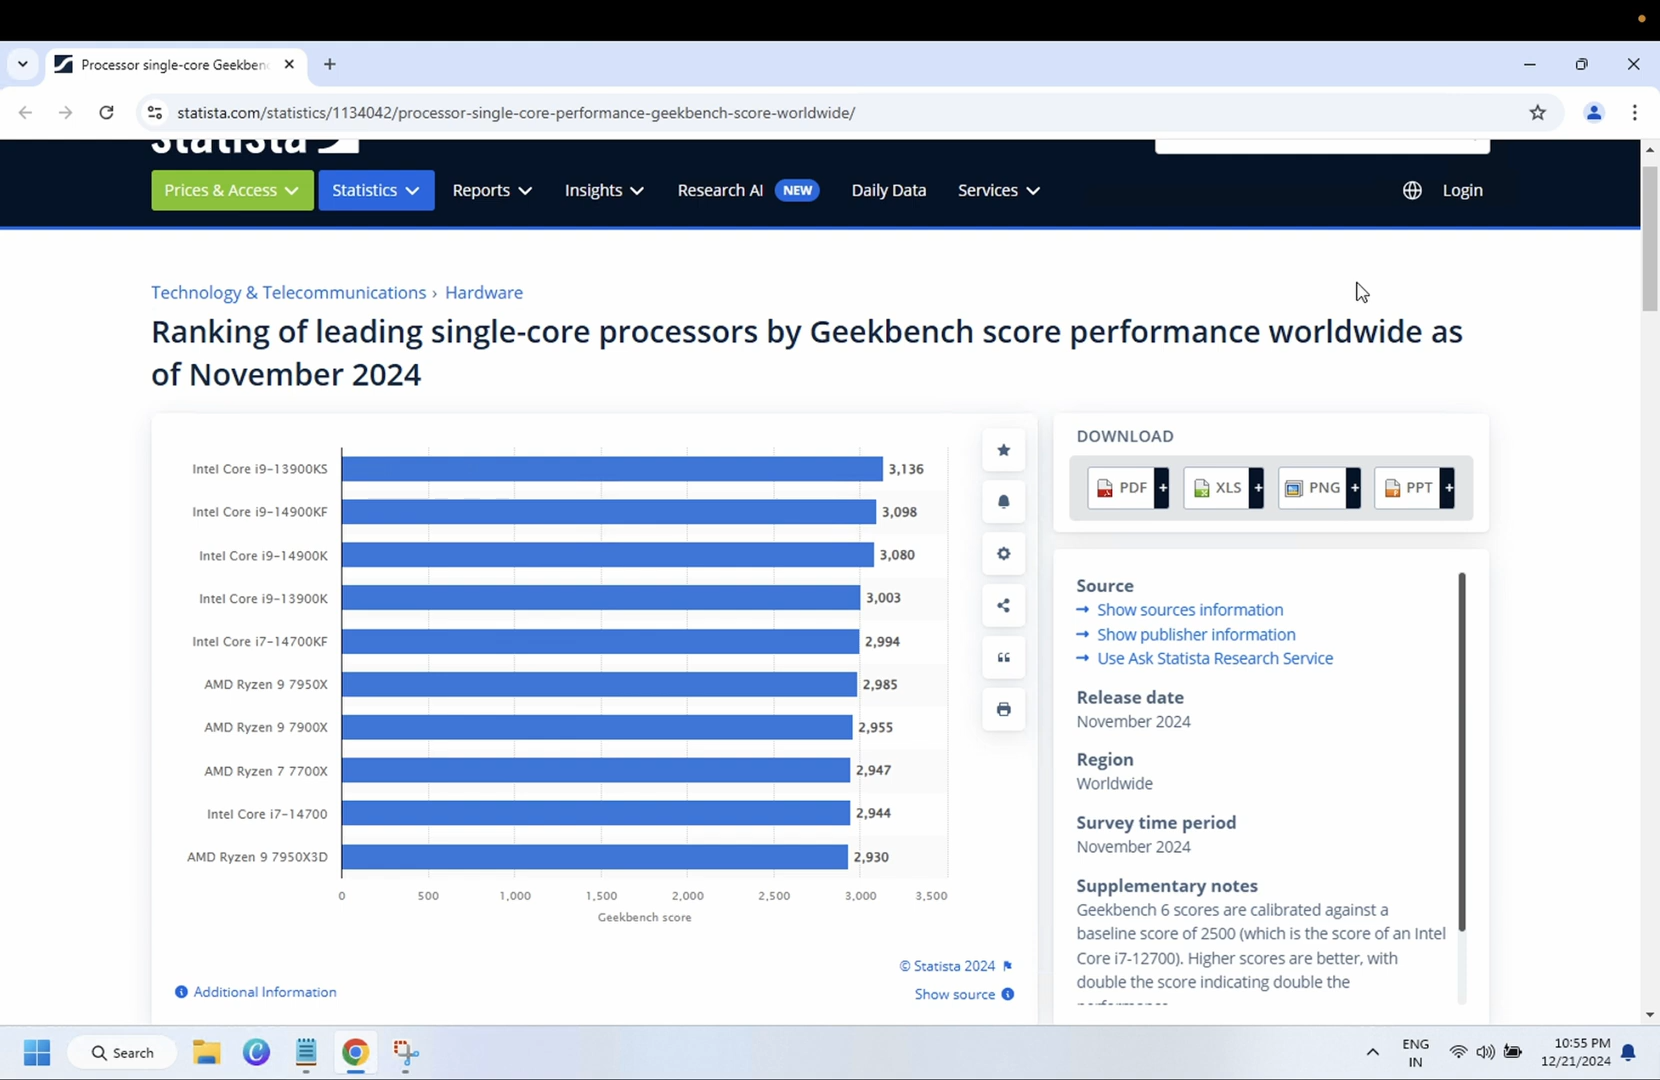 Processor single-core Geekben
statista.com/statistics/1134042/processor-single-core-performance-geekbench-score-worldwide/
statista
Prices & Access Statistics Reports Insights Research AI NEW Daily Data Services Login
Technology & Telecommunications › Hardware
Ranking of leading single-core processors by Geekbench score performance worldwide as
of November 2024
Intel Core i9-13900KS 3,136
Intel Core i9-14900KF 3,098
Intel Core i9-14900K 3,080
Intel Core i9-13900K 3,003
Intel Core i7-14700KF 2,994
AMD Ryzen 9 7950X 2,985
AMD Ryzen 9 7900X 2,955
AMD Ryzen 7 7700X 2,947
Intel Core i7-14700 2,944
AMD Ryzen 9 7950X3D 2,930
0 500 1,000 1,500 2,000 2,500 3,000 3,500
Geekbench score
© Statista 2024
Additional Information
Show source
DOWNLOAD
PDF + XLS + PNG + PPT +
Source
→ Show sources information
→ Show publisher information
→ Use Ask Statista Research Service
Release date
November 2024
Region
Worldwide
Survey time period
November 2024
Supplementary notes
Geekbench 6 scores are calibrated against a
baseline score of 2500 (which is the score of an Intel
Core i7-12700). Higher scores are better, with
double the score indicating double the
performance.
Search
ENG
IN
10:55 PM
12/21/2024